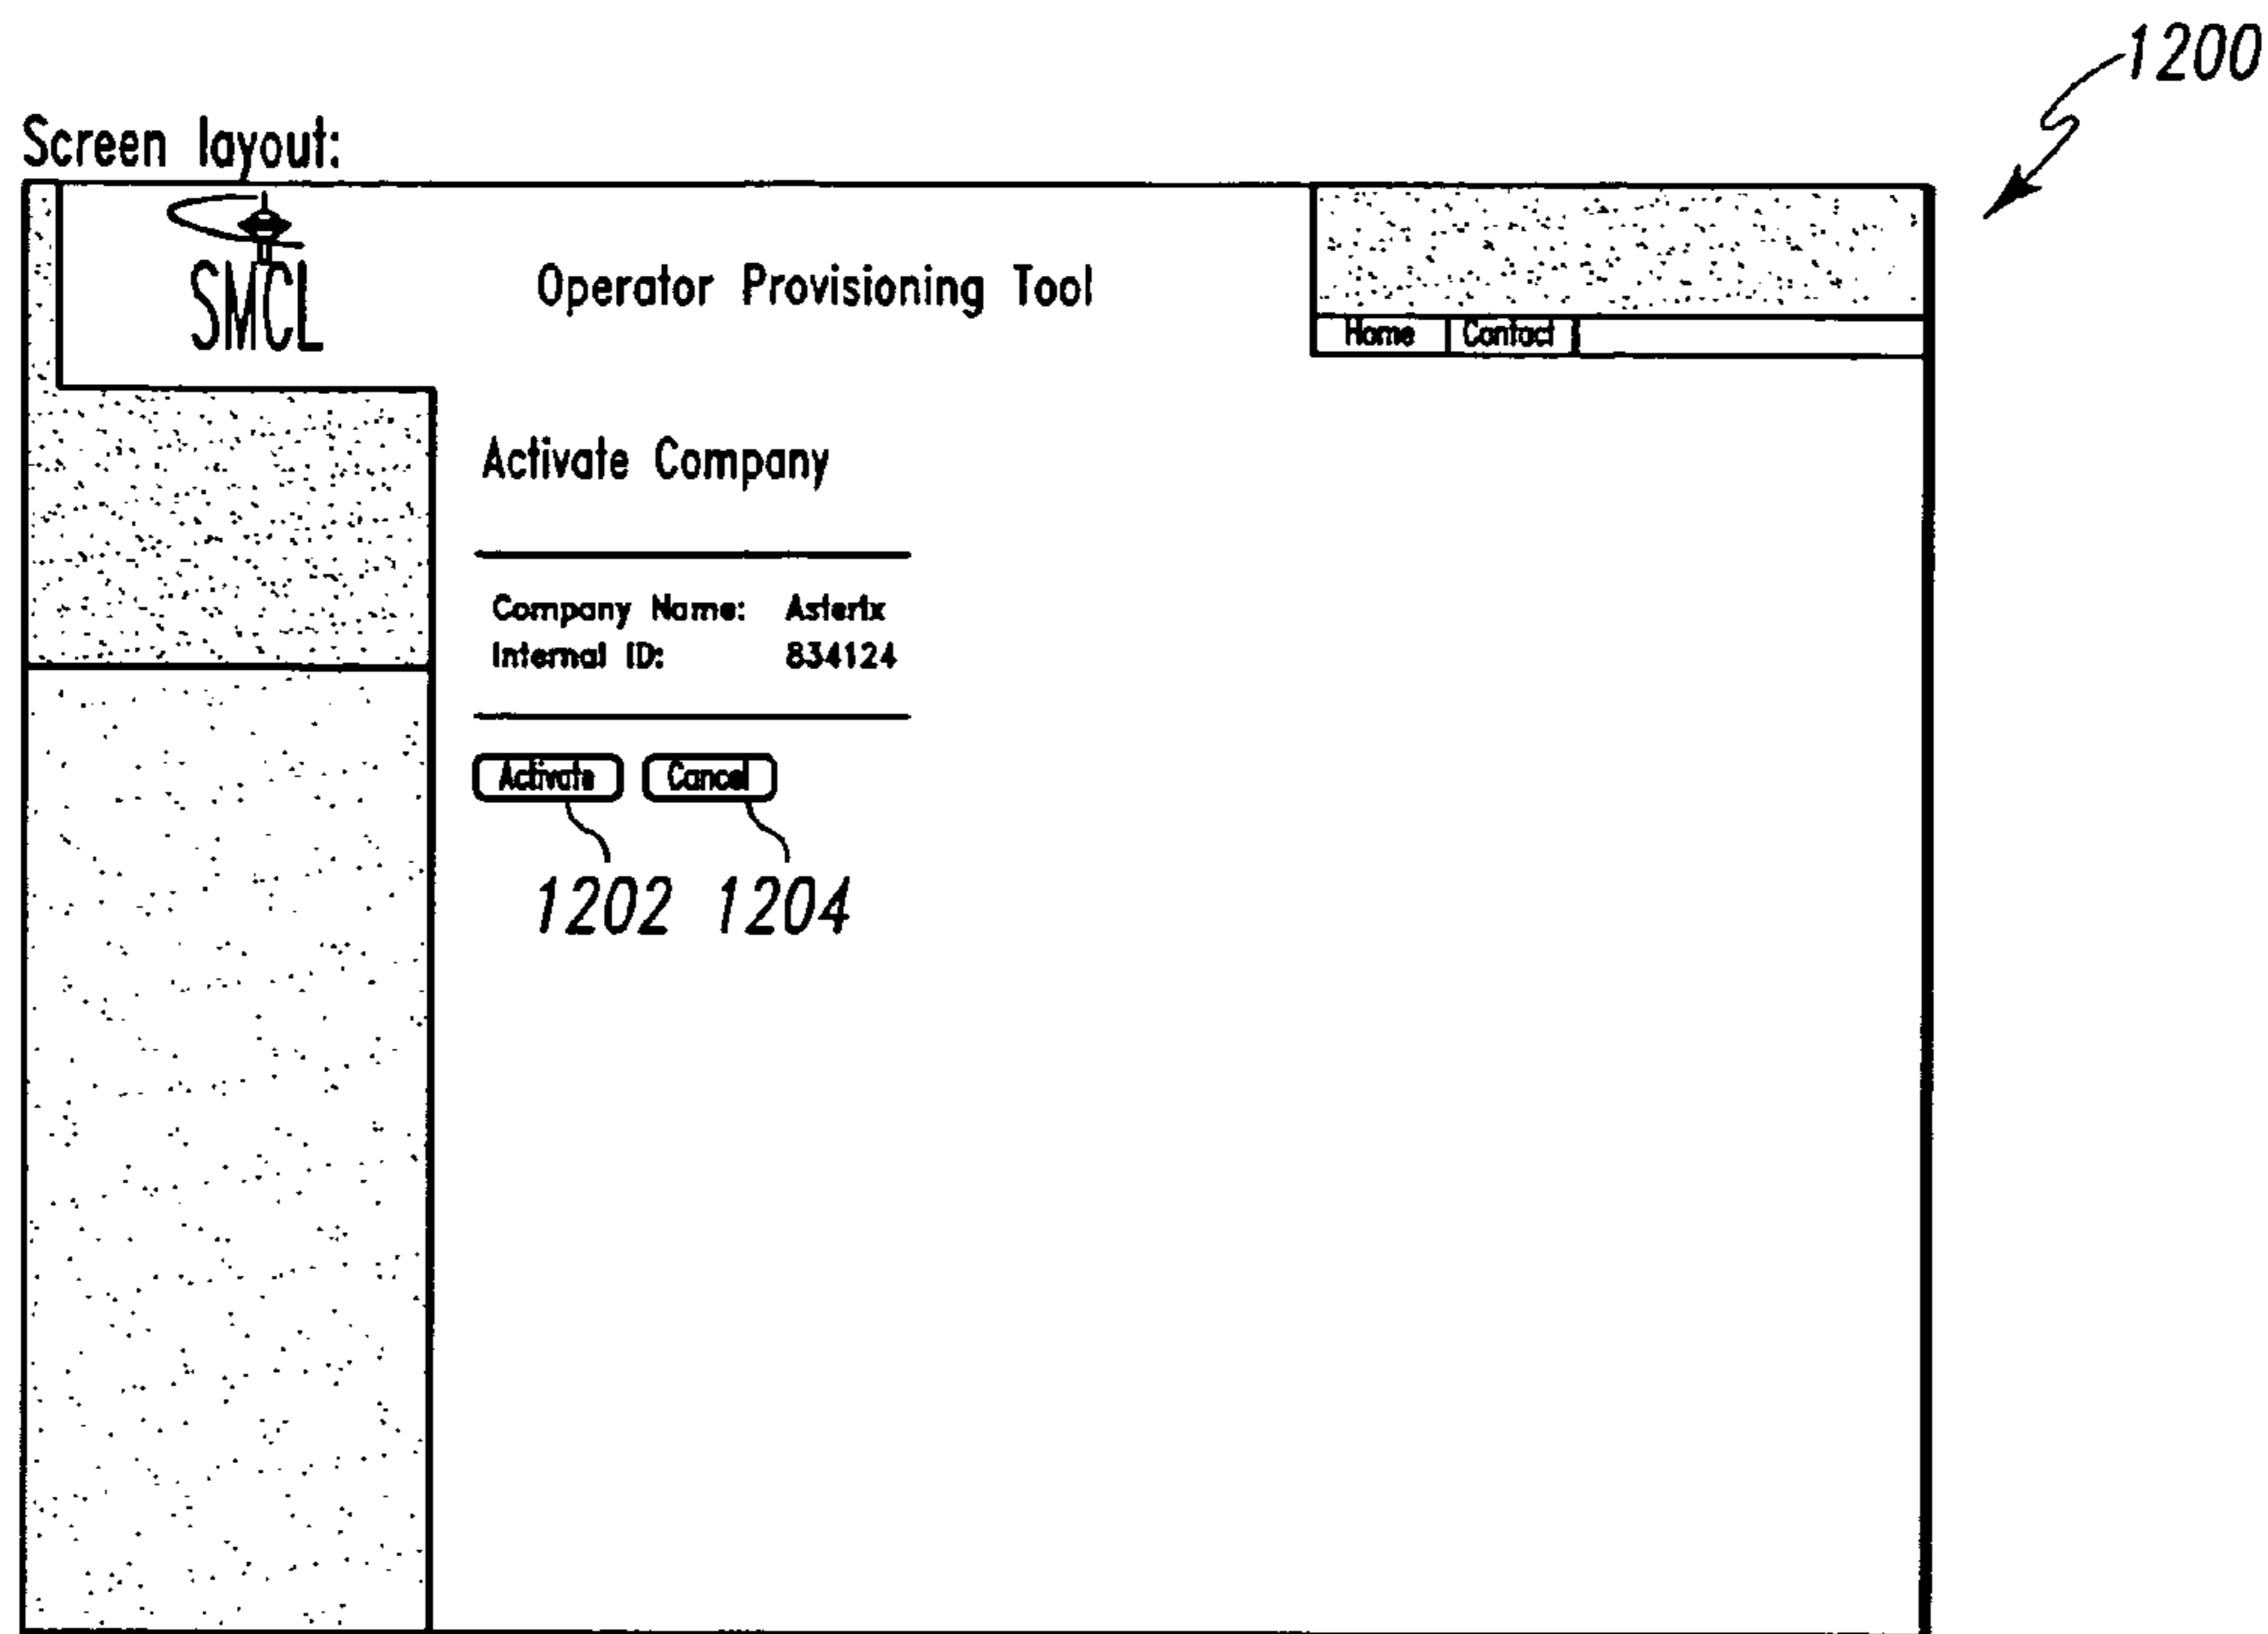 1200
Screen layout:
SMCL
Operator Provisioning Tool
Home Contact
Activate Company
Company Name: Asterix
Internal ID: 834124
Activate Cancel
1202 1204